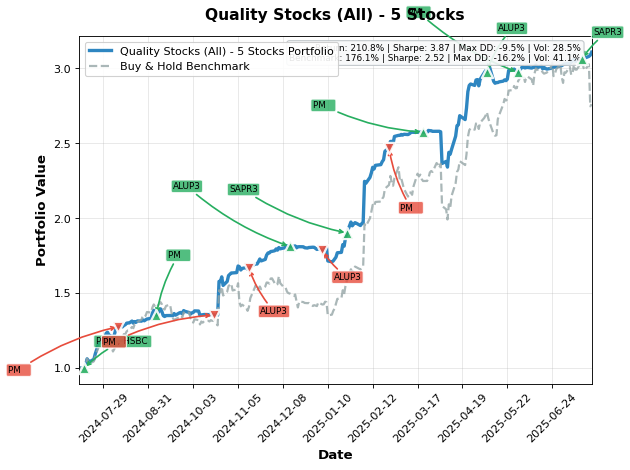 Quality Stocks (All) - 5 Stocks
ALUP3
SAPR3
Quality Stocks (All) - 5 Stocks Portfolio
Buy & Hold Benchmark
210.8% | Sharpe: 3.87 | Max DD: -9.5% | Vol: 28.5%
176.1% | Sharpe: 2.52 | Max DD: -16.2% | Vol: 41.1%
3.0
PM
2.5
PM
ALUP3
SAPR3
2.0
PM
ALUP3
1.5
ALUP3
PM
HSBC
PM
1.0
Portfolio Value
2024-07-29
2024-08-31
2024-10-03
2024-11-05
2024-12-08
2025-01-10
2025-02-12
2025-03-17
2025-04-19
2025-05-22
2025-06-24
Date